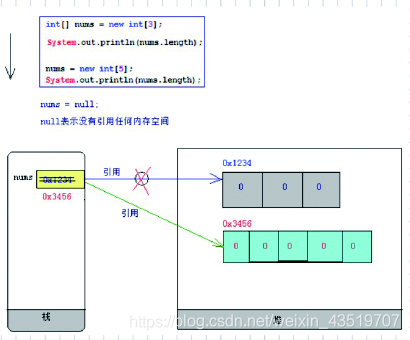 int[] nums = new int[3];
System.out.println(nums.length);
nums = new int[5];
System.out.println(nums.length);
nums = null;
null表示没有引用任何内存空间
0x1234
nums 0x1234 引用 0 0 0
0x3456
引用
0x3456
0 0 0 0 0
栈
堆
https://blog.csdn.net/weixin_43519707